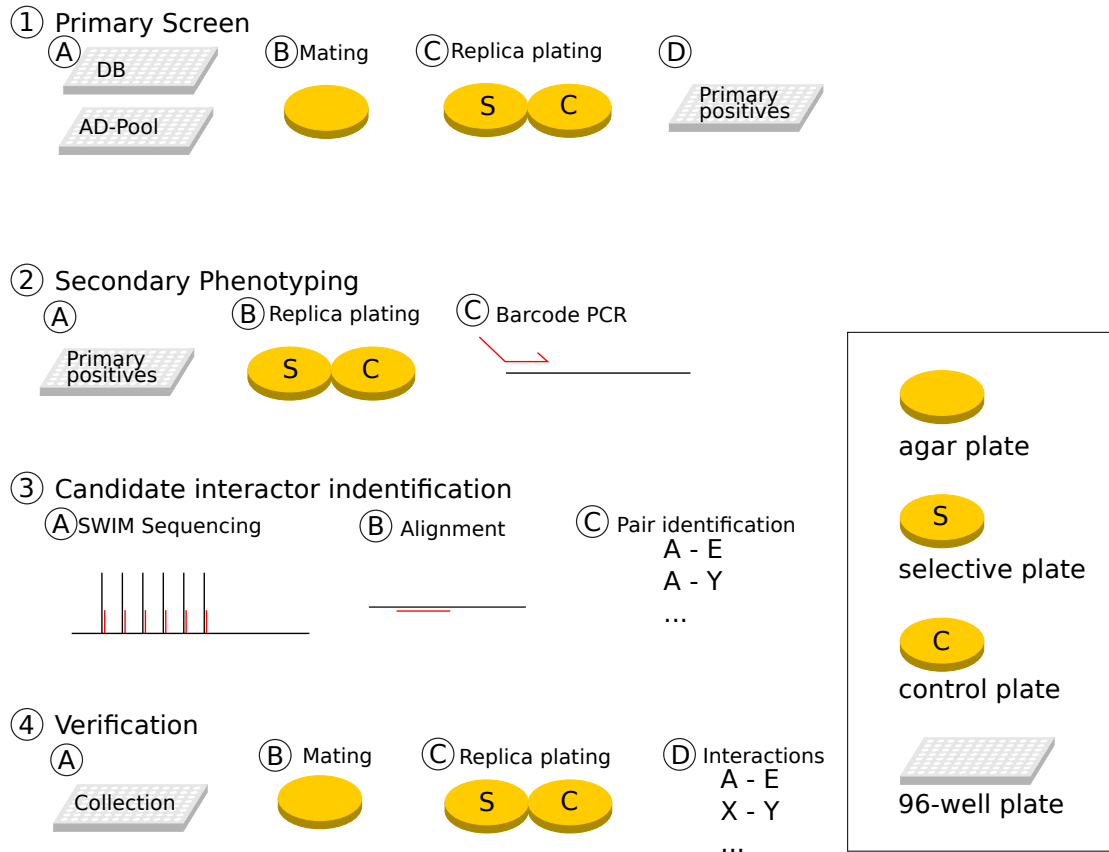 1 Primary Screen
A
DB
AD-Pool
B Mating
C Replica plating
S C
D
Primary
positives
2 Secondary Phenotyping
A
Primary
positives
B Replica plating
S C
C Barcode PCR
3 Candidate interactor indentification
A SWIM Sequencing
B Alignment
C Pair identification
A - E
A - Y
...
4 Verification
A
Collection
B Mating
C Replica plating
S C
D Interactions
A - E
X - Y
...
agar plate
S
selective plate
C
control plate
96-well plate